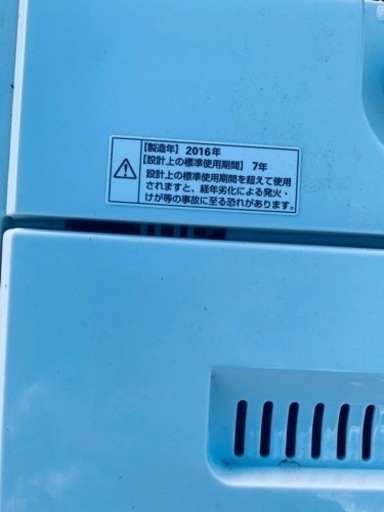 【製造年】2016年
【設計上の標準使用期間】7年
設計上の標準使用期間を超えて使用
されますと、経年劣化による発火・
けが等の事故に至る恐れがあります。